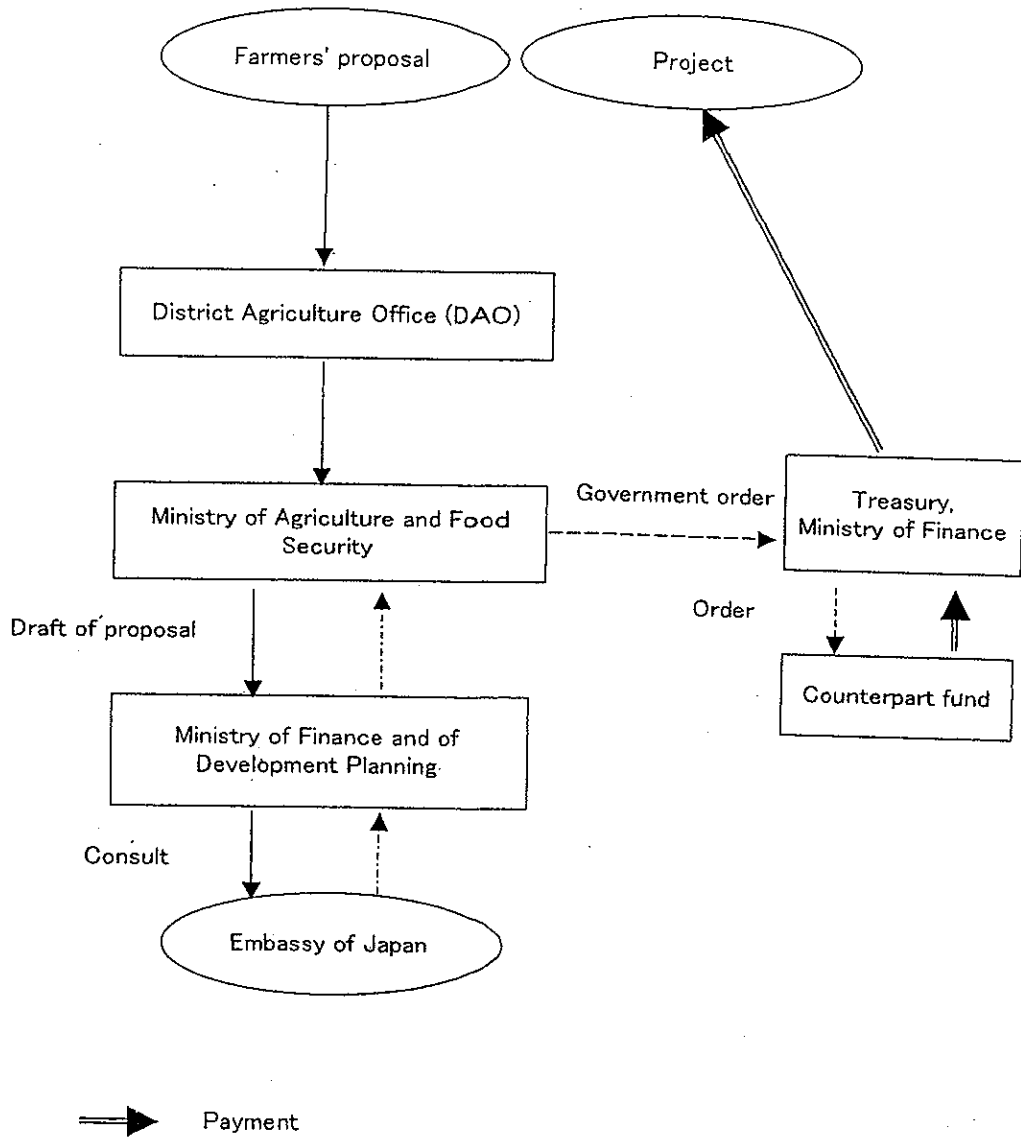 Farmers' proposal
Project
District Agriculture Office (DAO)
Ministry of Agriculture and Food
Security
Government order
Treasury,
Ministry of Finance
Draft of proposal
Order
Counterpart fund
Ministry of Finance and of
Development Planning
Consult
Embassy of Japan
Payment